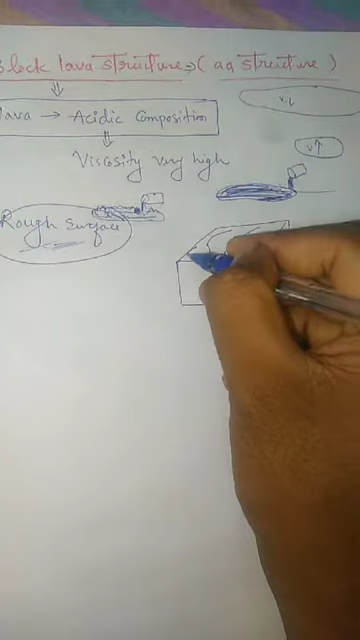 Block lava structure ⇒ (aa structure)
lava → Acidic Composition
V↓
V↑
Viscosity very high
Rough Surface